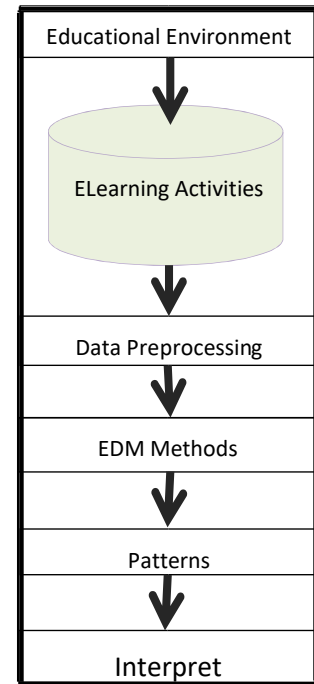 Educational Environment
ELearning Activities
Data Preprocessing
EDM Methods
Patterns
Interpret